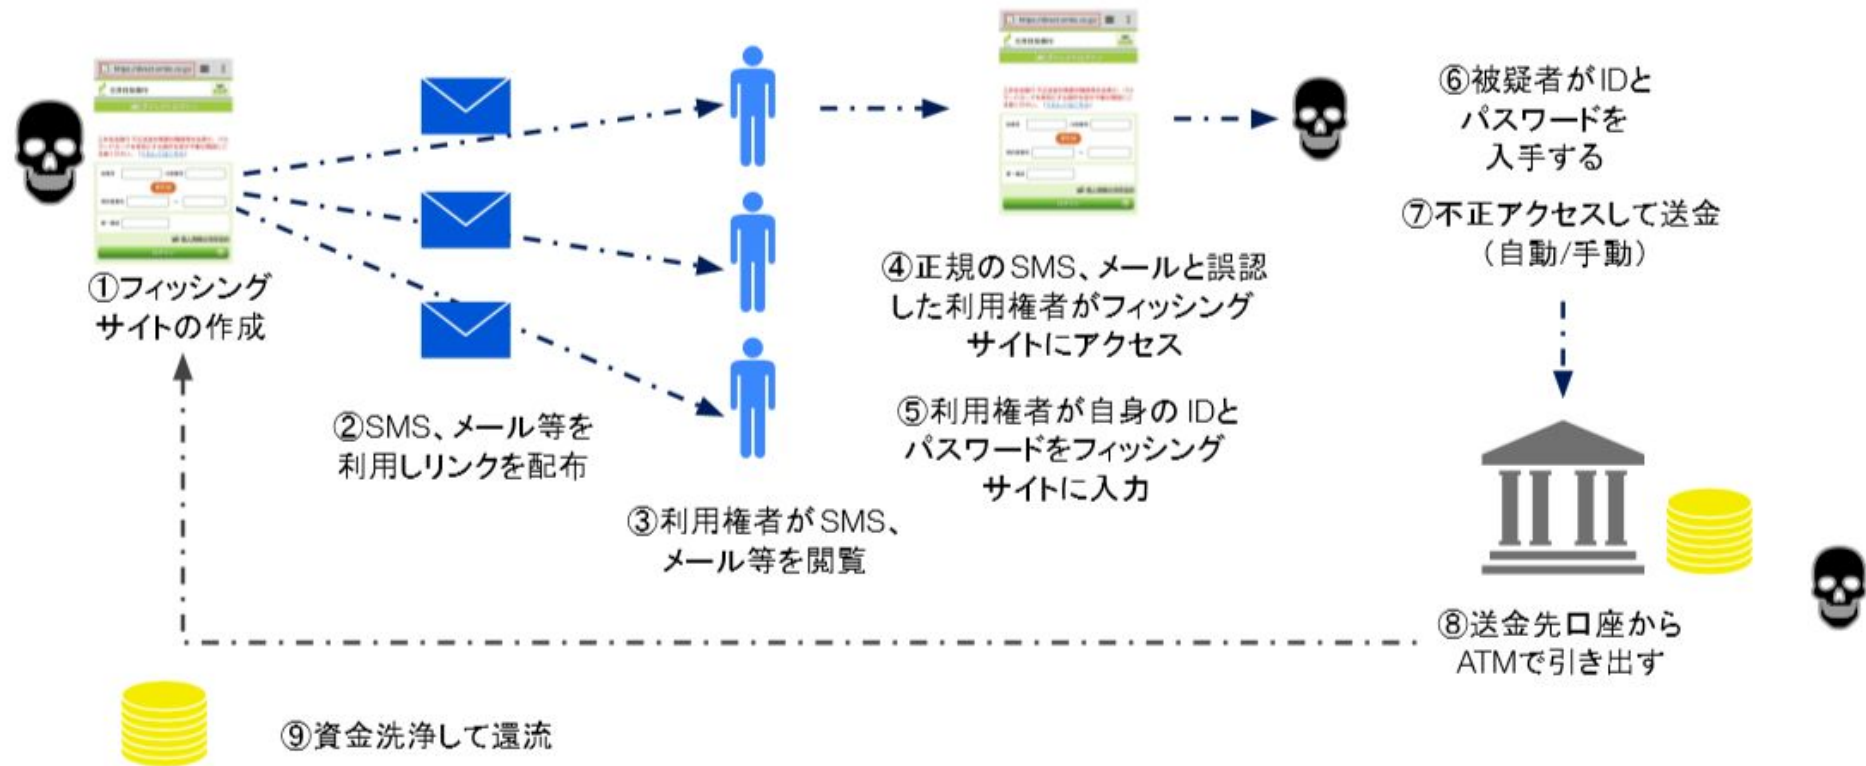 ①フィッシング
サイトの作成
②SMS、メール等を
利用しリンクを配布
③利用権者がSMS、
メール等を閲覧
④正規のSMS、メールと誤認
した利用権者がフィッシング
サイトにアクセス
⑤利用権者が自身のIDと
パスワードをフィッシング
サイトに入力
⑥被疑者がIDと
パスワードを
入手する
⑦不正アクセスして送金
(自動/手動)
⑧送金先口座から
ATMで引き出す
⑨資金洗浄して還流